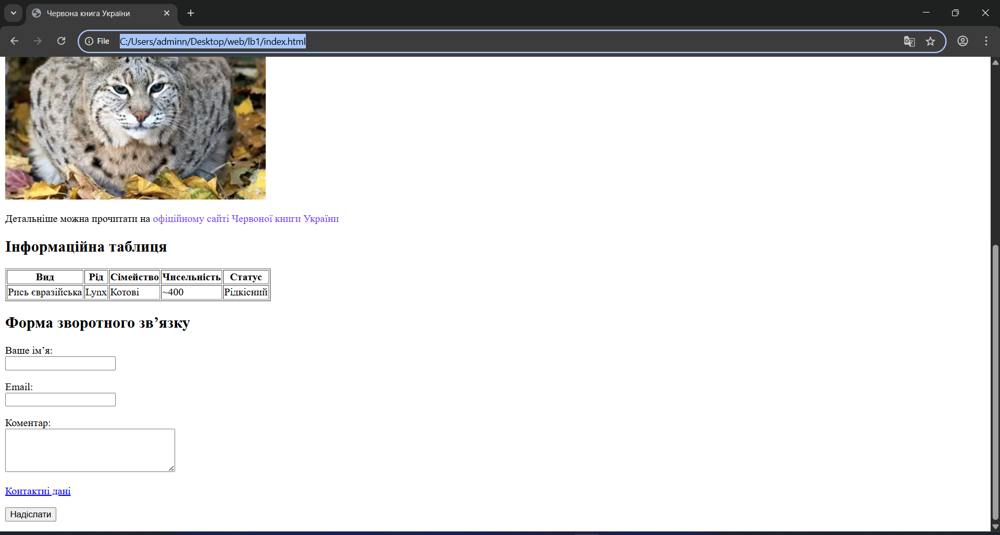 Червона книга України
File C:/Users/adminn/Desktop/web/lb1/index.html
Детальніше можна прочитати на офіційному сайті Червоної книги України
Інформаційна таблиця
Вид Рід Сімейство Чисельність Статус
Рись євразійська Lynx Котові ~400 Рідкісний
Форма зворотного зв’язку
Ваше ім’я:
Email:
Коментар:
Контактні дані
Надіслати